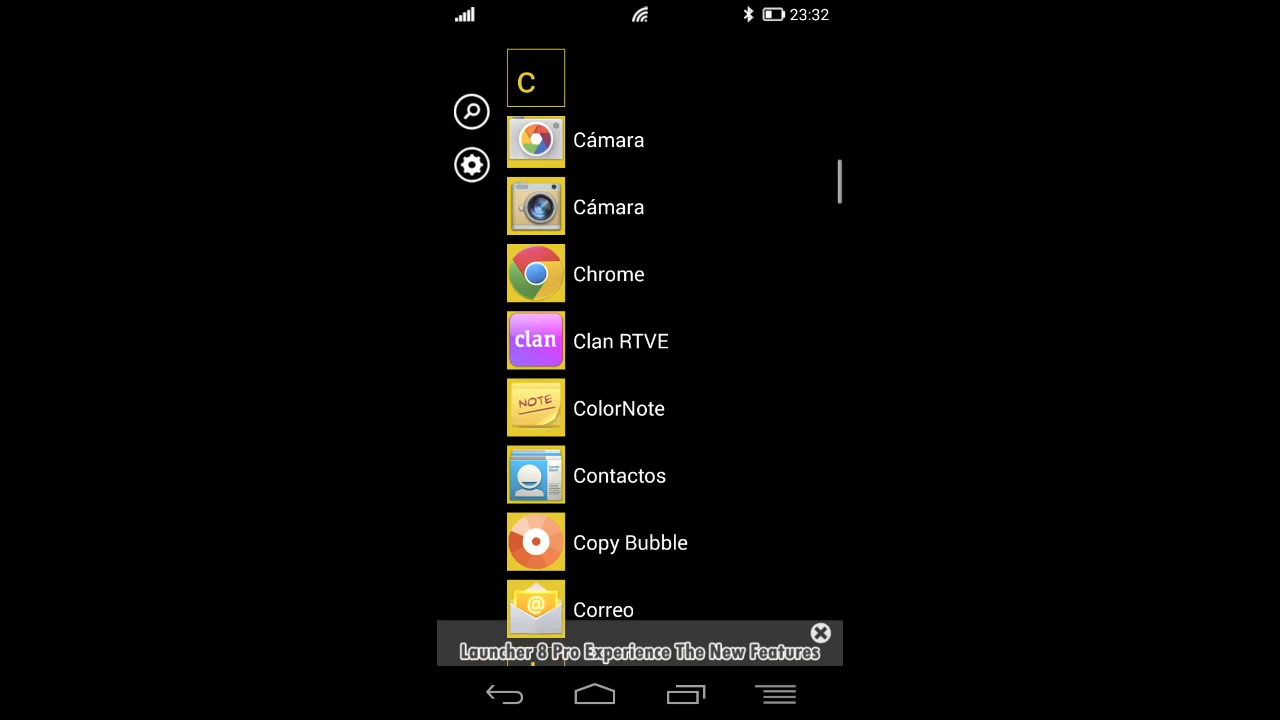 23:32
C
Cámara
Cámara
Chrome
clan
Clan RTVE
NOTE
ColorNote
Contactos
Copy Bubble
@
Correo
Launcher 8 Pro Experience The New Features